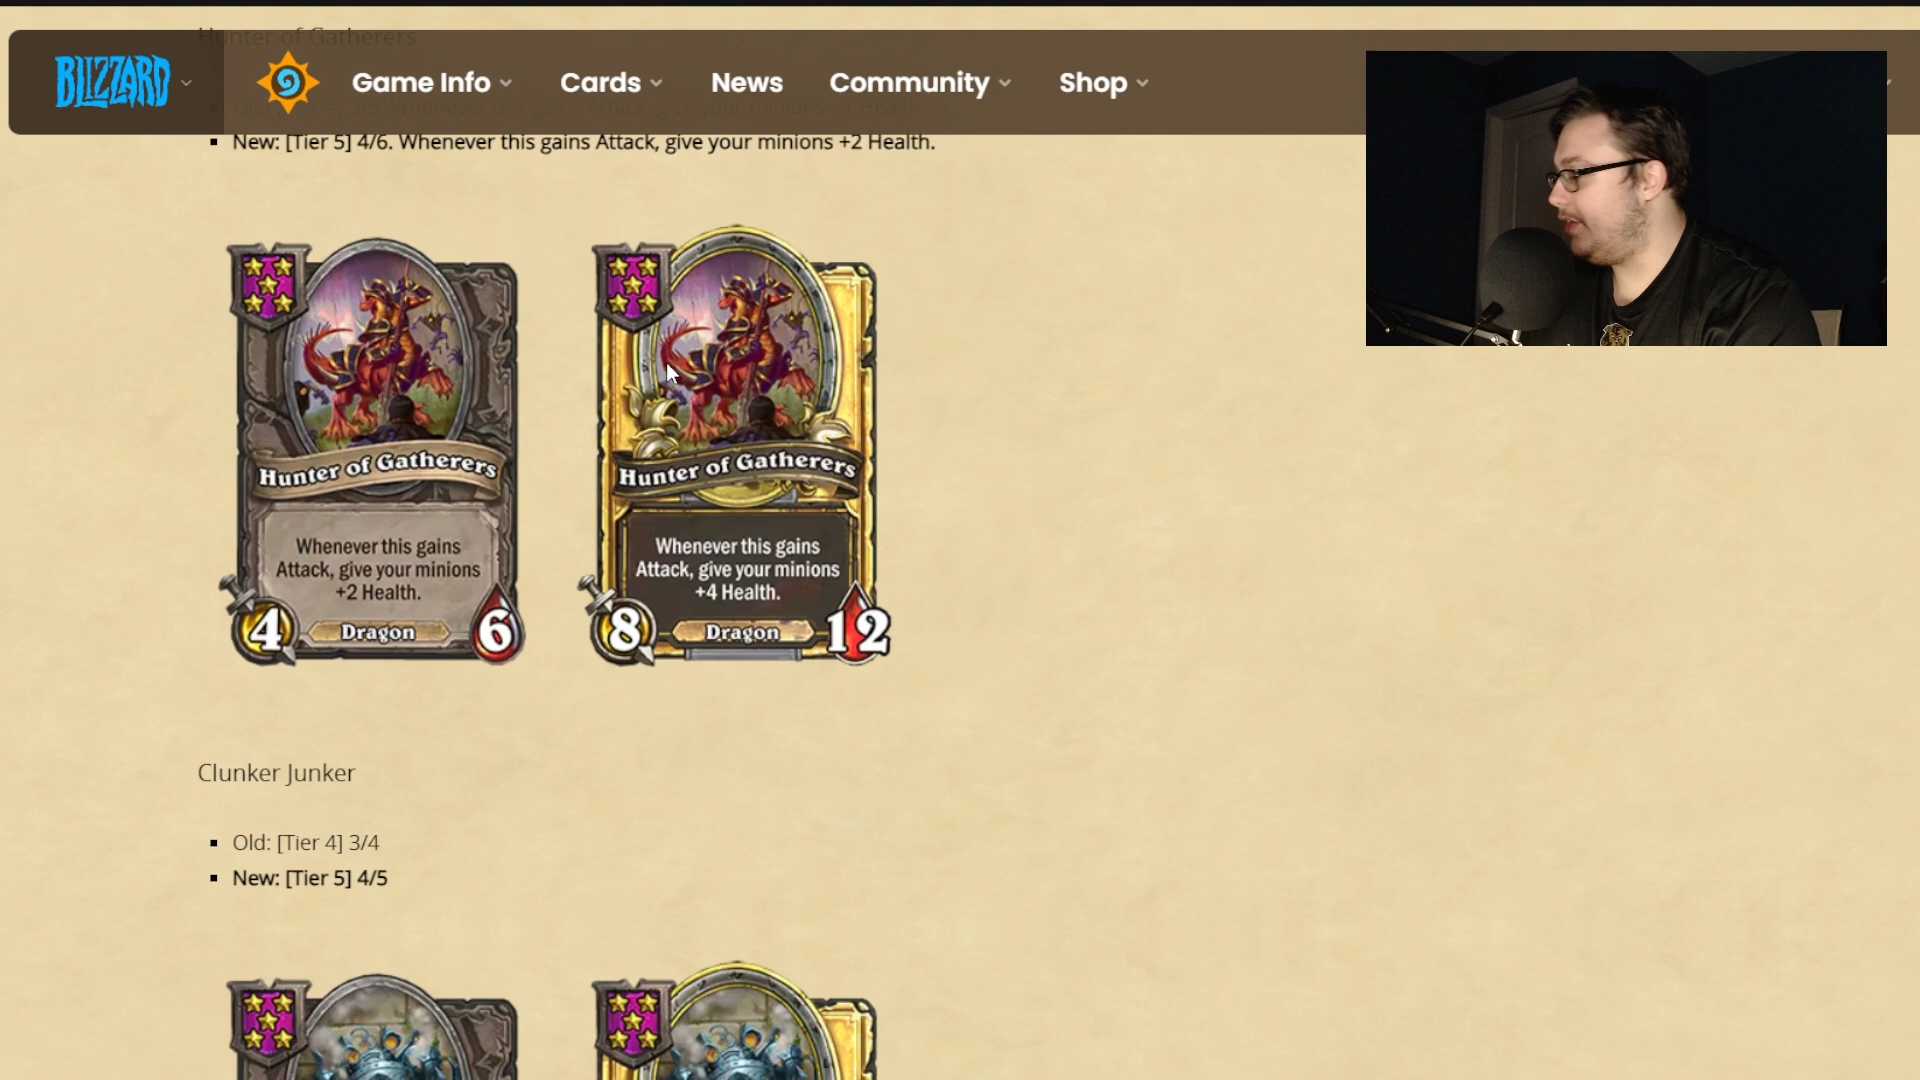 Hunter of Gatherers
BLIZZARD
Game Info
Cards
News
Community
Shop
New: [Tier 5] 4/6. Whenever this gains Attack, give your minions +2 Health.
Hunter of Gatherers
Whenever this gains
Attack, give your minions
+2 Health.
4
Dragon
6
Hunter of Gatherers
Whenever this gains
Attack, give your minions
+4 Health.
8
Dragon
12
Clunker Junker
Old: [Tier 4] 3/4
New: [Tier 5] 4/5